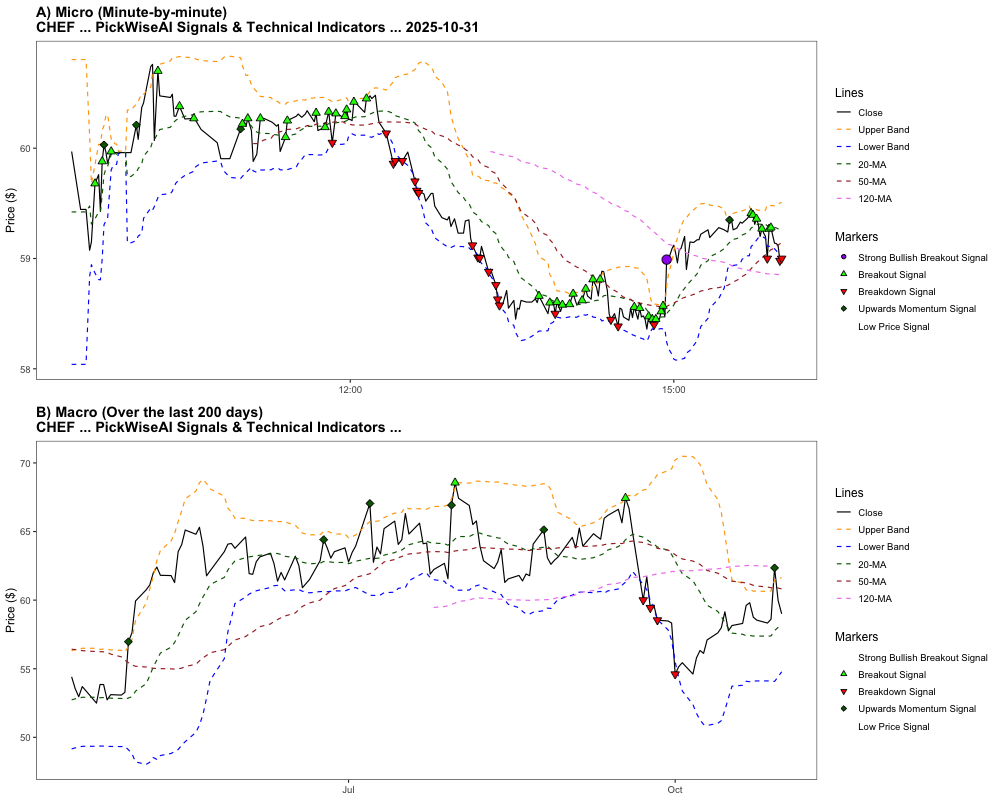 A) Micro (Minute-by-minute)
CHEF ... PickWiseAI Signals & Technical Indicators ... 2025-10-31
Price ($)
60
59
58
12:00
15:00
Lines
Close
Upper Band
Lower Band
20-MA
50-MA
120-MA
Markers
Strong Bullish Breakout Signal
Breakout Signal
Breakdown Signal
Upwards Momentum Signal
Low Price Signal
B) Macro (Over the last 200 days)
CHEF ... PickWiseAI Signals & Technical Indicators ...
Price ($)
70
65
60
55
50
Jul
Oct
Lines
Close
Upper Band
Lower Band
20-MA
50-MA
120-MA
Markers
Strong Bullish Breakout Signal
Breakout Signal
Breakdown Signal
Upwards Momentum Signal
Low Price Signal